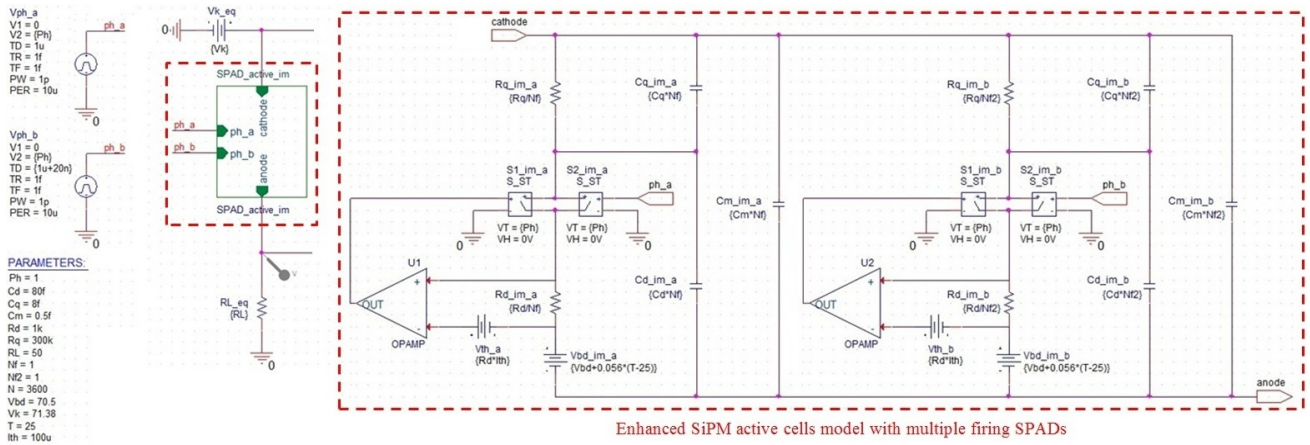 Vph_a
V1 = 0
V2 = {Ph}
TD = 1u
TR = 1f
TF = 1f
PW = 1p
PER = 10u
ph_a
0
Vph_b
V1 = 0
V2 = {Ph}
TD = {1u+20n}
TR = 1f
TF = 1f
PW = 1p
PER = 10u
ph_b
0
PARAMETERS:
Ph = 1
Cd = 80f
Cq = 8f
Cm = 0.5f
Rd = 1k
Rq = 300k
RL = 50
Nf = 1
Nf2 = 1
N = 3600
Vbd = 70.5
Vk = 71.38
T = 25
Ith = 100u
Vk_eq
0
{Vk}
SPAD_active_im
cathode
ph_a
ph_a
ph_b
ph_b
anode
SPAD_active_im
V
RL_eq
{RL}
0
cathode
Rq_im_a
{Rq/Nf}
Cq_im_a
{Cq*Nf}
S1_im_a
S_ST
S2_im_a
S_ST
ph_a
VT = {Ph}
VH = 0V
0
0
Cm_im_a
{Cm*Nf}
U1
+
OUT
-
OPAMP
Rd_im_a
{Rd/Nf}
Cd_im_a
{Cd*Nf}
Vth_a
{Rd*Ith}
Vbd_im_a
{Vbd+0.056*(T-25)}
Rq_im_b
{Rq/Nf2}
Cq_im_b
{Cq*Nf2}
S1_im_b
S_ST
S2_im_b
S_ST
ph_b
VT = {Ph}
VH = 0V
0
0
Cm_im_b
{Cm*Nf2}
U2
+
OUT
-
OPAMP
Rd_im_b
{Rd/Nf2}
Cd_im_b
{Cd*Nf2}
Vth_b
{Rd*Ith}
Vbd_im_b
{Vbd+0.056*(T-25)}
anode
Enhanced SiPM active cells model with multiple firing SPADs